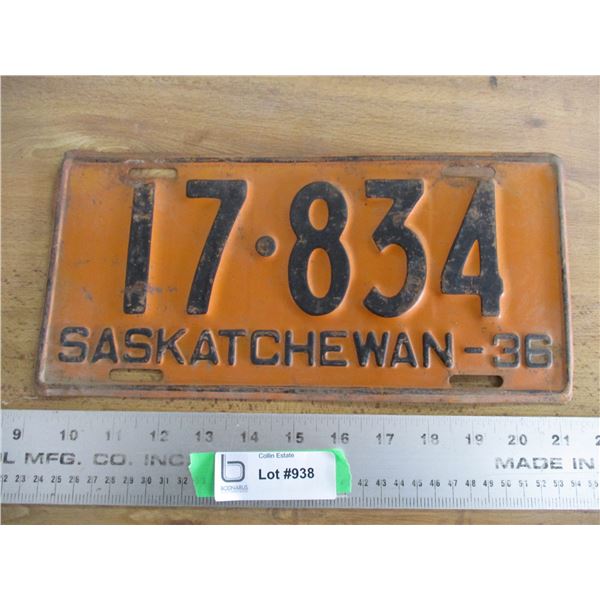 17·834
SASKATCHEWAN-36
9 10 11 12 13 14 15 16 17 18 19 20 21
MFG. CO. INC. MADE IN
Collin Estate
Lot #938
b